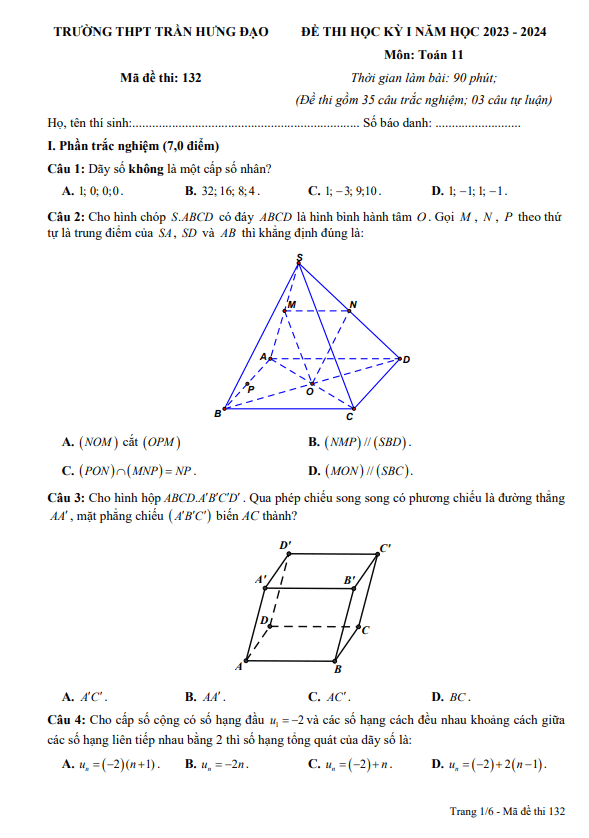 TRƯỜNG THPT TRẦN HƯNG ĐẠO ĐỀ THI HỌC KỲ I NĂM HỌC 2023 - 2024
Môn: Toán 11
Mã đề thi: 132 Thời gian làm bài: 90 phút;
(Đề thi gồm 35 câu trắc nghiệm; 03 câu tự luận)
Họ, tên thí sinh:..................................................................... Số báo danh: ..........................
I. Phần trắc nghiệm (7,0 điểm)
Câu 1: Dãy số không là một cấp số nhân?
A. 1; 0; 0; 0. B. 32; 16; 8; 4. C. 1; −3; 9; 10. D. 1; −1; 1; −1.
Câu 2: Cho hình chóp S.ABCD có đáy ABCD là hình bình hành tâm O. Gọi M, N, P theo thứ
tự là trung điểm của SA, SD và AB thì khẳng định đúng là:
S
M N
A D
P O
B C
A. (NOM) cắt (OPM) B. (NMP) // (SBD).
C. (PON)∩(MNP) = NP. D. (MON) // (SBC).
Câu 3: Cho hình hộp ABCD.A'B'C'D'. Qua phép chiếu song song có phương chiếu là đường thẳng
AA', mặt phẳng chiếu (A'B'C') biến AC thành?
D' C'
A' B'
D C
A B
A. A'C'. B. AA'. C. AC'. D. BC.
Câu 4: Cho cấp số cộng có số hạng đầu u₁ = −2 và các số hạng cách đều nhau khoảng cách giữa
các số hạng liên tiếp nhau bằng 2 thì số hạng tổng quát của dãy số là:
A. uₙ = (−2)(n+1). B. uₙ = −2n. C. uₙ = (−2)+n. D. uₙ = (−2)+2(n−1).
Trang 1/6 - Mã đề thi 132